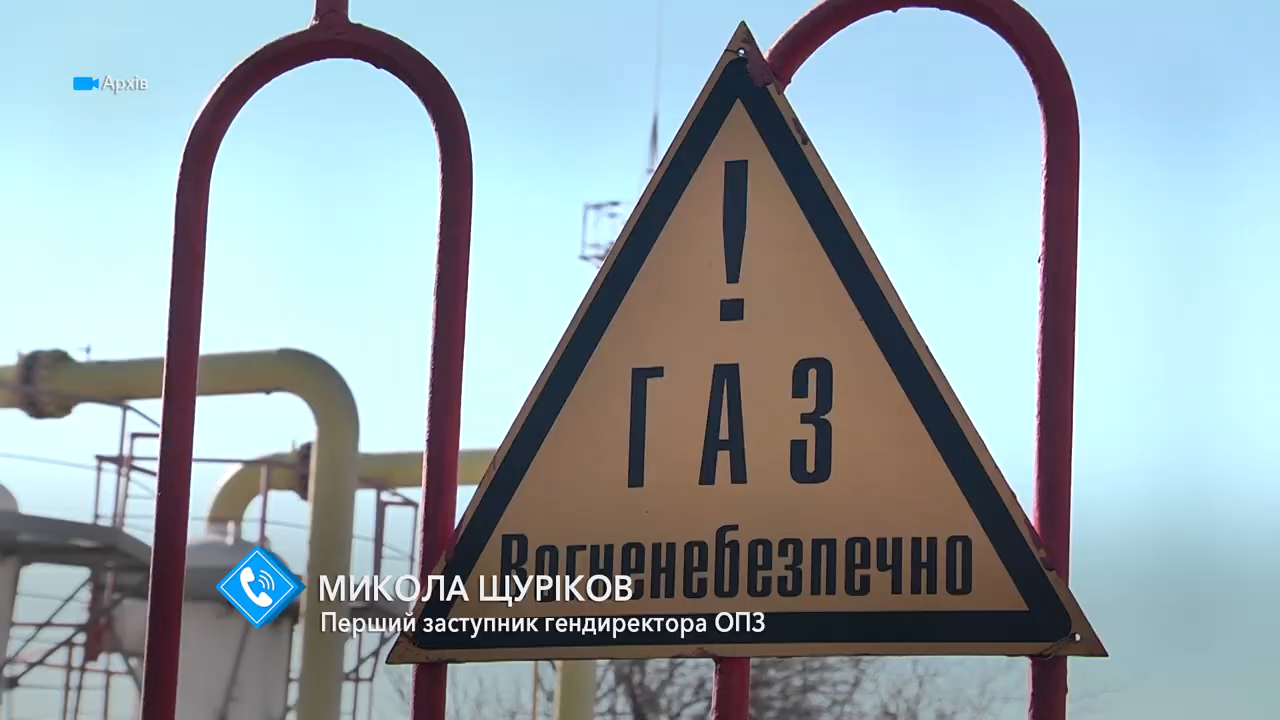 Архів
!
ГАЗ
Вогненебезпечно
МИКОЛА ЩУРІКОВ
Перший заступник гендиректора ОПЗ